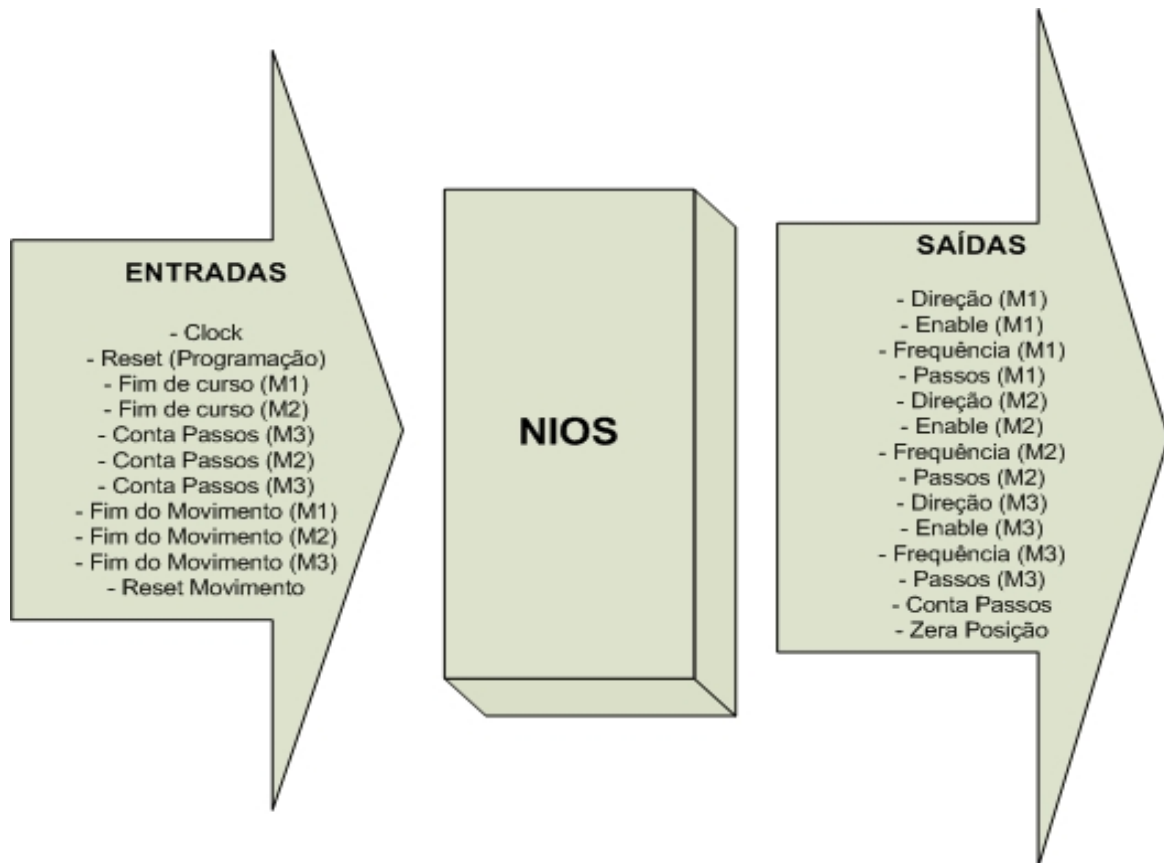 ENTRADAS
- Clock
- Reset (Programação)
- Fim de curso (M1)
- Fim de curso (M2)
- Conta Passos (M3)
- Conta Passos (M2)
- Conta Passos (M3)
- Fim do Movimento (M1)
- Fim do Movimento (M2)
- Fim do Movimento (M3)
- Reset Movimento
NIOS
SAÍDAS
- Direção (M1)
- Enable (M1)
- Frequência (M1)
- Passos (M1)
- Direção (M2)
- Enable (M2)
- Frequência (M2)
- Passos (M2)
- Direção (M3)
- Enable (M3)
- Frequência (M3)
- Passos (M3)
- Conta Passos
- Zera Posição